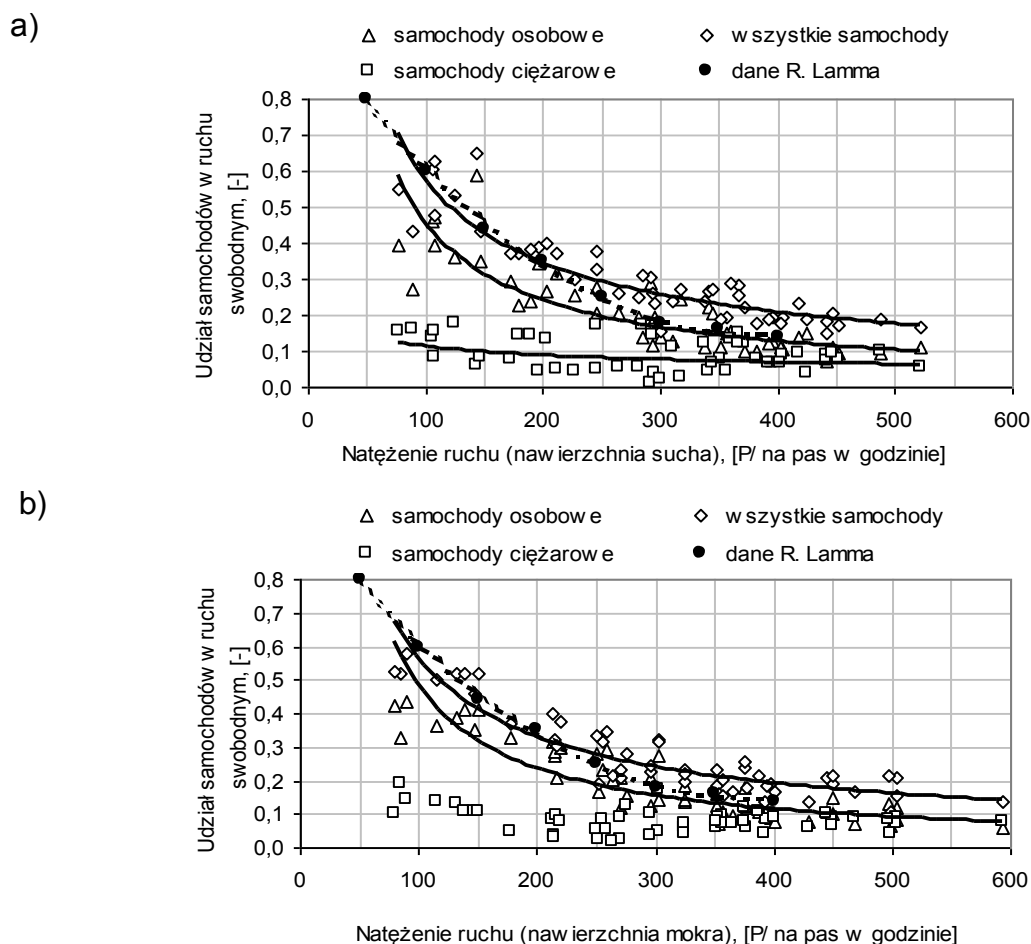 a)
samochody osobowe
wszystkie samochody
samochody ciężarowe
dane R. Lamma
Udział samochodów w ruchu
swobodnym, [-]
0,8
0,7
0,6
0,5
0,4
0,3
0,2
0,1
0,0
0 100 200 300 400 500 600
Natężenie ruchu (nawierzchnia sucha), [P/ na pas w godzinie]
b)
samochody osobowe
wszystkie samochody
samochody ciężarowe
dane R. Lamma
Udział samochodów w ruchu
swobodnym, [-]
0,8
0,7
0,6
0,5
0,4
0,3
0,2
0,1
0,0
0 100 200 300 400 500 600
Natężenie ruchu (nawierzchnia mokra), [P/ na pas w godzinie]